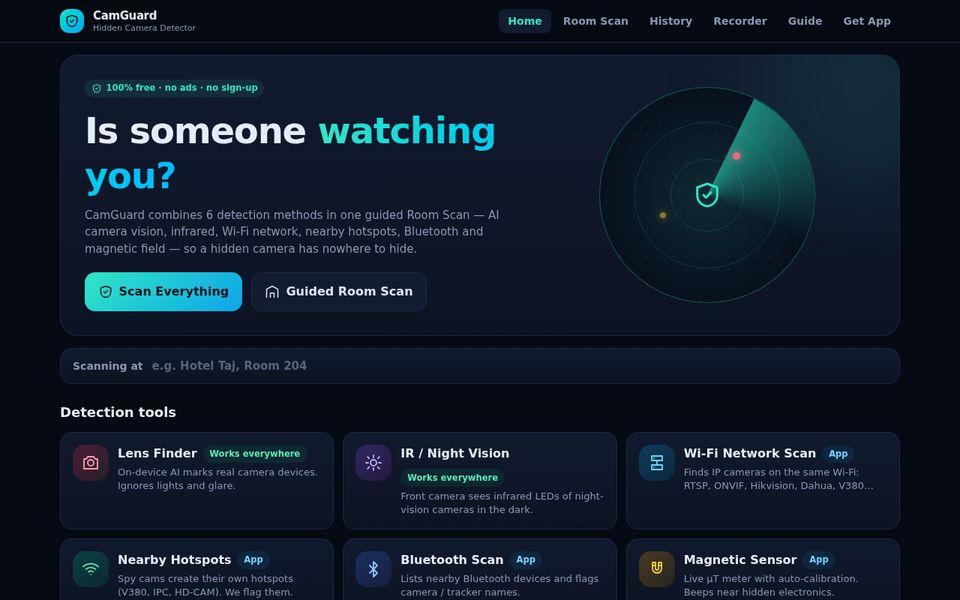 CamGuard
Hidden Camera Detector
Home
Room Scan
History
Recorder
Guide
Get App
100% free · no ads · no sign-up
Is someone watching
you?
CamGuard combines 6 detection methods in one guided Room Scan — AI
camera vision, infrared, Wi-Fi network, nearby hotspots, Bluetooth and
magnetic field — so a hidden camera has nowhere to hide.
Scan Everything
Guided Room Scan
Scanning at e.g. Hotel Taj, Room 204
Detection tools
Lens Finder Works everywhere
On-device AI marks real camera devices.
Ignores lights and glare.
IR / Night Vision
Works everywhere
Front camera sees infrared LEDs of night-
vision cameras in the dark.
Wi-Fi Network Scan App
Finds IP cameras on the same Wi-Fi:
RTSP, ONVIF, Hikvision, Dahua, V380...
Nearby Hotspots App
Spy cams create their own hotspots
(V380, IPC, HD-CAM). We flag them.
Bluetooth Scan App
Lists nearby Bluetooth devices and flags
camera / tracker names.
Magnetic Sensor App
Live µT meter with auto-calibration.
Beeps near hidden electronics.